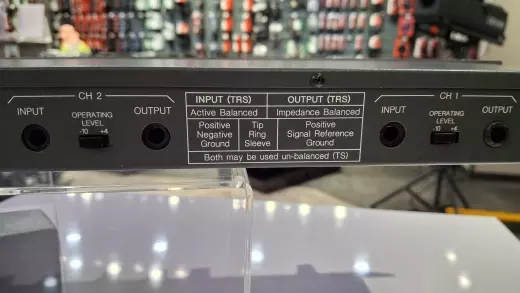 CH 2
INPUT
OPERATING
LEVEL
-10 +4
OUTPUT
INPUT (TRS) OUTPUT (TRS)
Active Balanced Impedance Balanced
Positive Tip Positive
Negative Ring Signal Reference
Ground Sleeve Ground
Both may be used un-balanced (TS)
CH 1
INPUT
OPERATING
LEVEL
-10 +4
OUTPUT